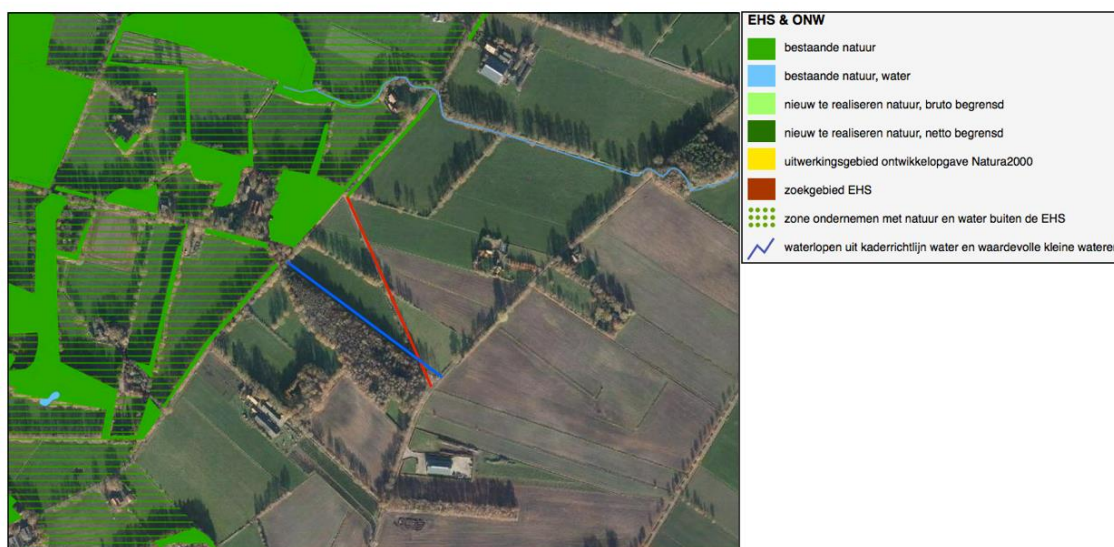 EHS & ONW
bestaande natuur
bestaande natuur, water
nieuw te realiseren natuur, bruto begrensd
nieuw te realiseren natuur, netto begrensd
uitwerkingsgebied ontwikkelopgave Natura2000
zoekgebied EHS
zone ondernemen met natuur en water buiten de EHS
waterlopen uit kaderrichtlijn water en waardevolle kleine wateren